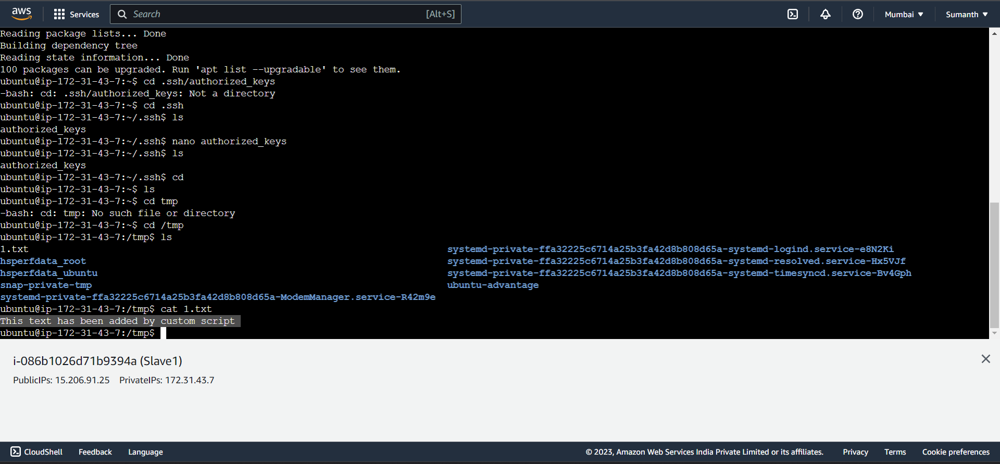 aws Services Search [Alt+S] Mumbai Sumanth
Reading package lists... Done
Building dependency tree
Reading state information... Done
100 packages can be upgraded. Run 'apt list --upgradable' to see them.
ubuntu@ip-172-31-43-7:~$ cd .ssh/authorized_keys
-bash: cd: .ssh/authorized_keys: Not a directory
ubuntu@ip-172-31-43-7:~$ cd .ssh
ubuntu@ip-172-31-43-7:~/.ssh$ ls
authorized_keys
ubuntu@ip-172-31-43-7:~/.ssh$ nano authorized_keys
ubuntu@ip-172-31-43-7:~/.ssh$ ls
authorized_keys
ubuntu@ip-172-31-43-7:~/.ssh$ cd
ubuntu@ip-172-31-43-7:~$ ls
ubuntu@ip-172-31-43-7:~$ cd tmp
-bash: cd: tmp: No such file or directory
ubuntu@ip-172-31-43-7:~$ cd /tmp
ubuntu@ip-172-31-43-7:/tmp$ ls
1.txt systemd-private-ffa32225c6714a25b3fa42d8b808d65a-systemd-logind.service-e8N2Ki
hsperfdata_root systemd-private-ffa32225c6714a25b3fa42d8b808d65a-systemd-resolved.service-Hx5VJf
hsperfdata_ubuntu systemd-private-ffa32225c6714a25b3fa42d8b808d65a-systemd-timesyncd.service-Bv4Gph
snap-private-tmp ubuntu-advantage
systemd-private-ffa32225c6714a25b3fa42d8b808d65a-ModemManager.service-R42m9e
ubuntu@ip-172-31-43-7:/tmp$ cat 1.txt
This text has been added by custom script
ubuntu@ip-172-31-43-7:/tmp$
i-086b1026d71b9394a (Slave1)
PublicIPs: 15.206.91.25 PrivateIPs: 172.31.43.7
CloudShell Feedback Language © 2023, Amazon Web Services India Private Limited or its affiliates. Privacy Terms Cookie preferences